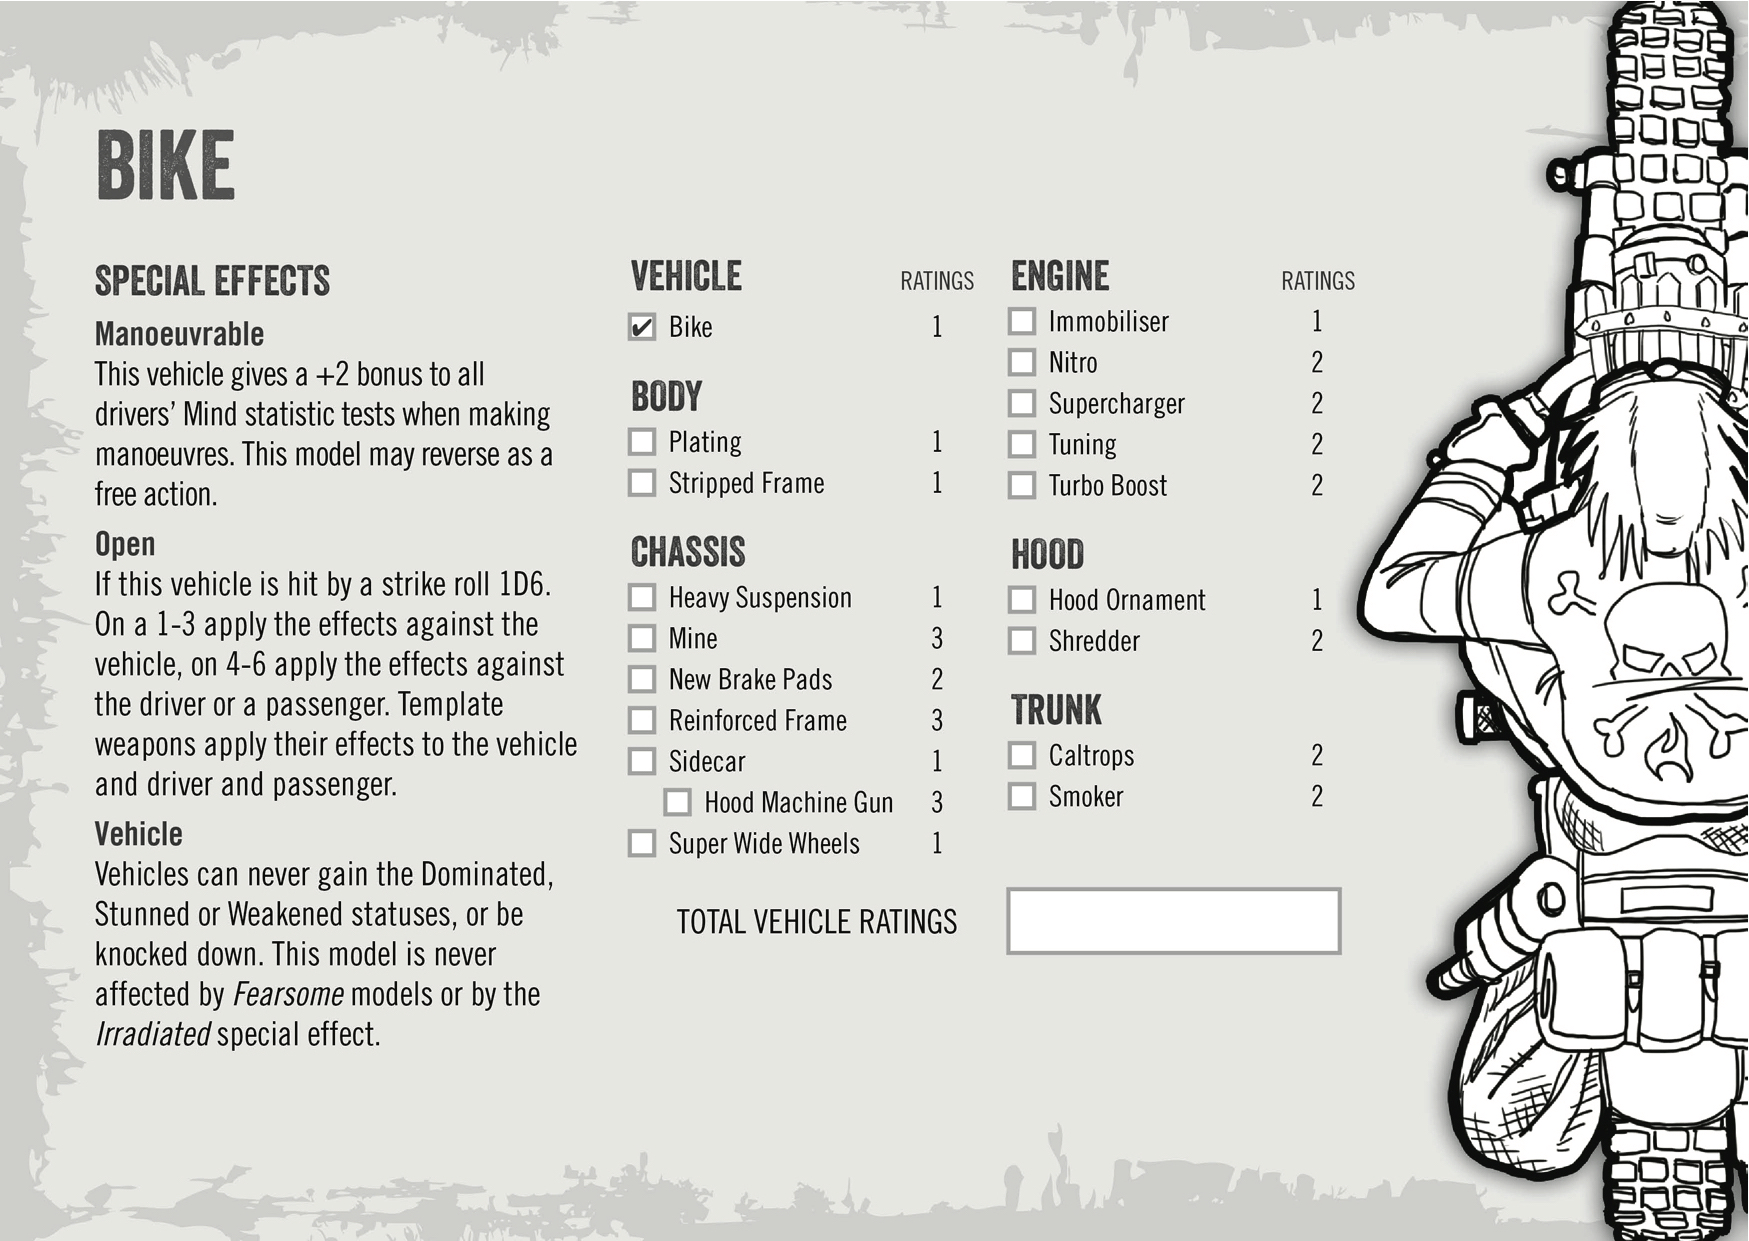 BIKE
SPECIAL EFFECTS
Manoeuvrable
This vehicle gives a +2 bonus to all
drivers’ Mind statistic tests when making
manoeuvres. This model may reverse as a
free action.
Open
If this vehicle is hit by a strike roll 1D6.
On a 1-3 apply the effects against the
vehicle, on 4-6 apply the effects against
the driver or a passenger. Template
weapons apply their effects to the vehicle
and driver and passenger.
Vehicle
Vehicles can never gain the Dominated,
Stunned or Weakened statuses, or be
knocked down. This model is never
affected by Fearsome models or by the
Irradiated special effect.
VEHICLE RATINGS
Bike 1
BODY
Plating 1
Stripped Frame 1
CHASSIS
Heavy Suspension 1
Mine 3
New Brake Pads 2
Reinforced Frame 3
Sidecar 1
Hood Machine Gun 3
Super Wide Wheels 1
ENGINE RATINGS
Immobiliser 1
Nitro 2
Supercharger 2
Tuning 2
Turbo Boost 2
HOOD
Hood Ornament 1
Shredder 2
TRUNK
Caltrops 2
Smoker 2
TOTAL VEHICLE RATINGS